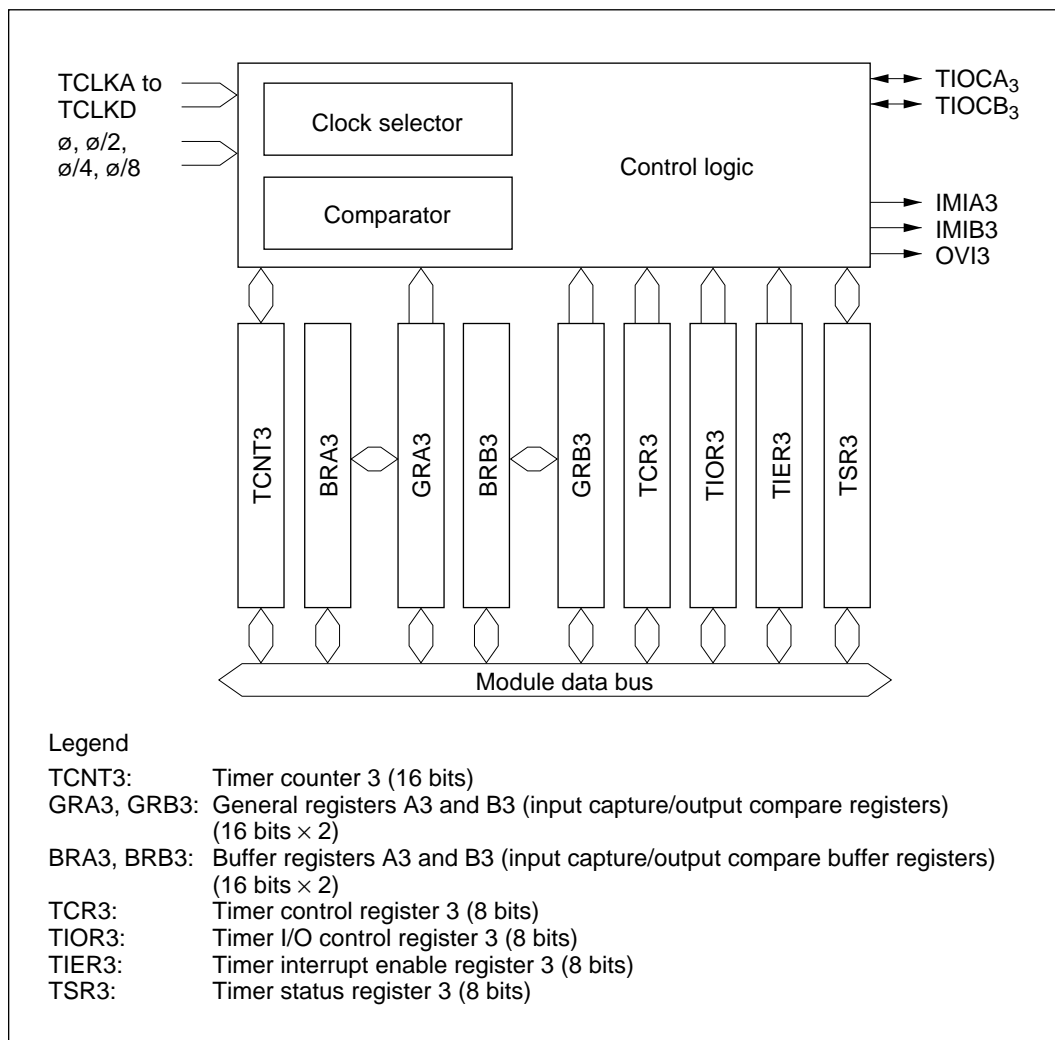 TCLKA to
TCLKD
ø, ø/2,
ø/4, ø/8
Clock selector
Comparator
Control logic
TIOCA3
TIOCB3
IMIA3
IMIB3
OVI3
TCNT3
BRA3
GRA3
BRB3
GRB3
TCR3
TIOR3
TIER3
TSR3
Module data bus
Legend
TCNT3: Timer counter 3 (16 bits)
GRA3, GRB3: General registers A3 and B3 (input capture/output compare registers)
(16 bits × 2)
BRA3, BRB3: Buffer registers A3 and B3 (input capture/output compare buffer registers)
(16 bits × 2)
TCR3: Timer control register 3 (8 bits)
TIOR3: Timer I/O control register 3 (8 bits)
TIER3: Timer interrupt enable register 3 (8 bits)
TSR3: Timer status register 3 (8 bits)